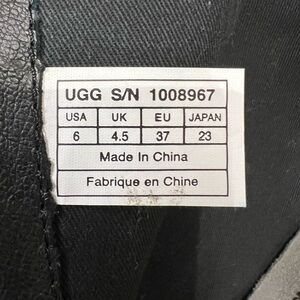 UGG S/N 1008967
USA UK EU JAPAN
6 4.5 37 23
Made In China
Fabrique en Chine